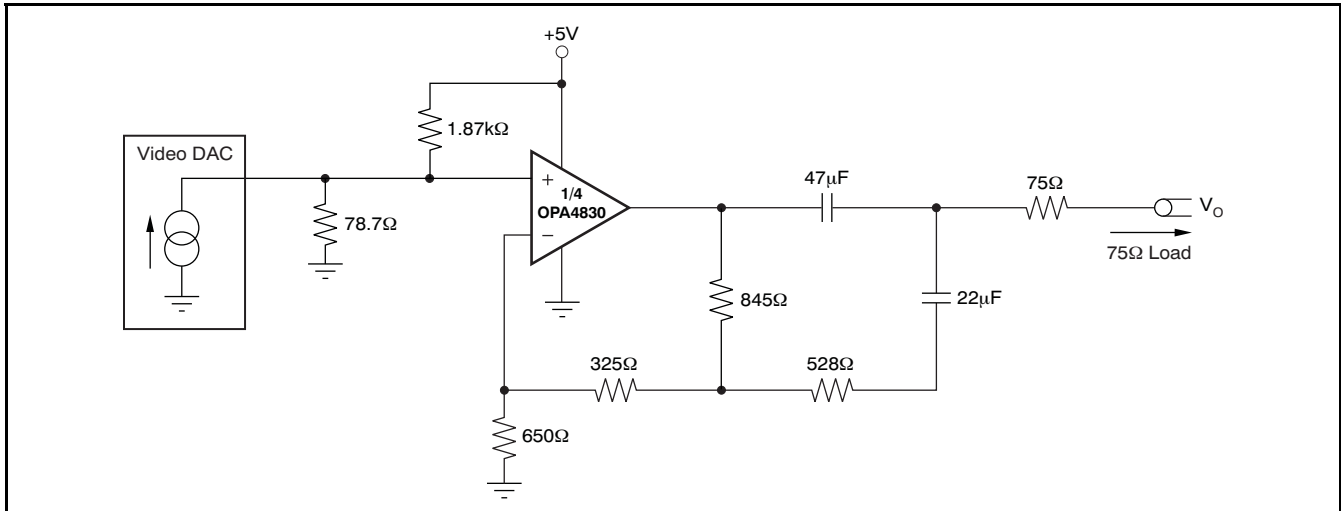 +5V
1.87kΩ
Video DAC
78.7Ω
+
1/4
OPA4830
−
47μF
75Ω
V_O
75Ω Load
845Ω
22μF
325Ω
528Ω
650Ω